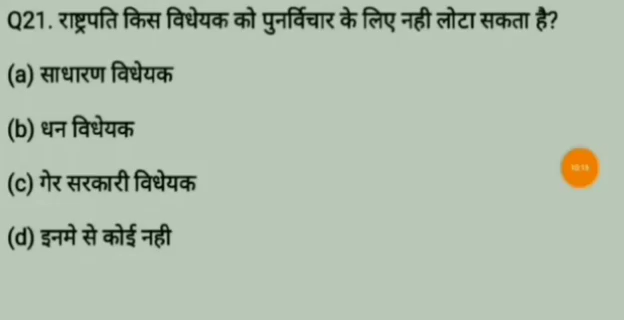 Q21. राष्ट्रपति किस विधेयक को पुनर्विचार के लिए नही लोटा सकता है?
(a) साधारण विधेयक
(b) धन विधेयक
(c) गेर सरकारी विधेयक
(d) इनमे से कोई नही